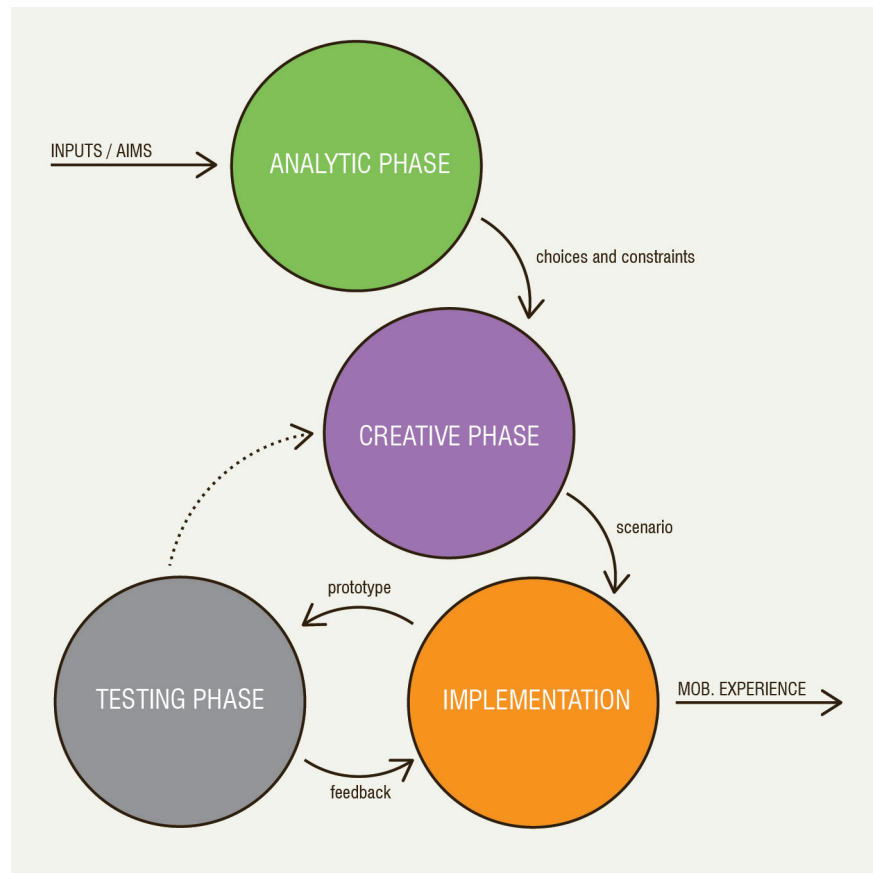 INPUTS / AIMS
ANALYTIC PHASE
choices and constraints
CREATIVE PHASE
scenario
prototype
TESTING PHASE
IMPLEMENTATION
MOB. EXPERIENCE
feedback